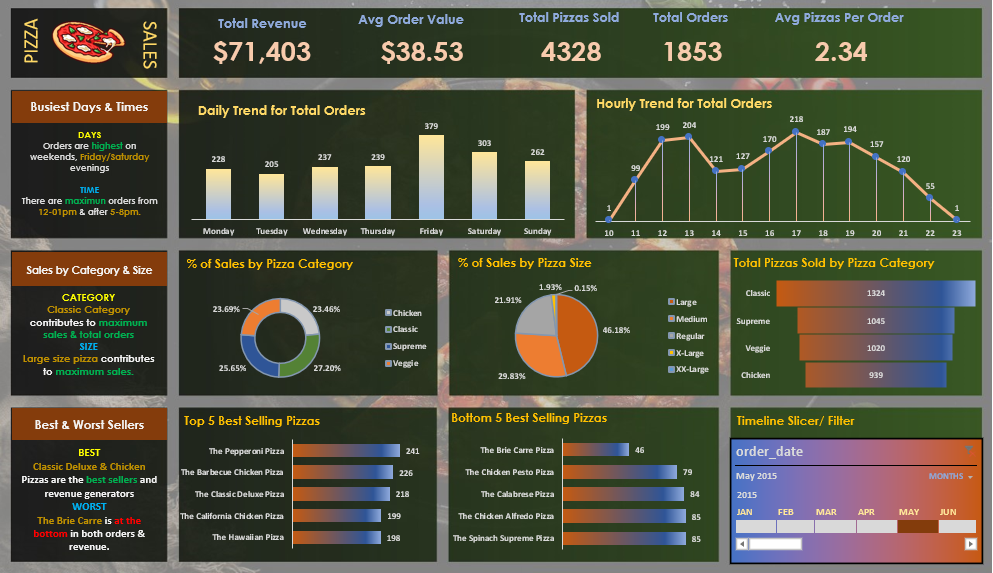 PIZZA
SALES
Total Revenue
$71,403
Avg Order Value
$38.53
Total Pizzas Sold
4328
Total Orders
1853
Avg Pizzas Per Order
2.34
Busiest Days & Times
DAYS
Orders are highest on
weekends, Friday/Saturday
evenings
TIME
There are maximun orders from
12-01pm & after 5-8pm.
Daily Trend for Total Orders
228
205
237
239
379
303
262
Monday
Tuesday
Wednesday
Thursday
Friday
Saturday
Sunday
Hourly Trend for Total Orders
1
99
199
204
121
127
170
218
187
194
157
120
55
1
10
11
12
13
14
15
16
17
18
19
20
21
22
23
Sales by Category & Size
CATEGORY
Classic Category
contributes to maximum
sales & total orders
SIZE
Large size pizza contributes
to maximum sales.
% of Sales by Pizza Category
23.69%
23.46%
25.65%
27.20%
Chicken
Classic
Supreme
Veggie
% of Sales by Pizza Size
1.93%
0.15%
21.91%
46.18%
29.83%
Large
Medium
Regular
X-Large
XX-Large
Total Pizzas Sold by Pizza Category
Classic 1324
Supreme 1045
Veggie 1020
Chicken 939
Best & Worst Sellers
BEST
Classic Deluxe & Chicken
Pizzas are the best sellers and
revenue generators
WORST
The Brie Carre is at the
bottom in both orders &
revenue.
Top 5 Best Selling Pizzas
The Pepperoni Pizza 241
The Barbecue Chicken Pizza 226
The Classic Deluxe Pizza 218
The California Chicken Pizza 199
The Hawaiian Pizza 198
Bottom 5 Best Selling Pizzas
The Brie Carre Pizza 46
The Chicken Pesto Pizza 79
The Calabrese Pizza 84
The Chicken Alfredo Pizza 85
The Spinach Supreme Pizza 85
Timeline Slicer/ Filter
order_date
May 2015
MONTHS
2015
JAN FEB MAR APR MAY JUN